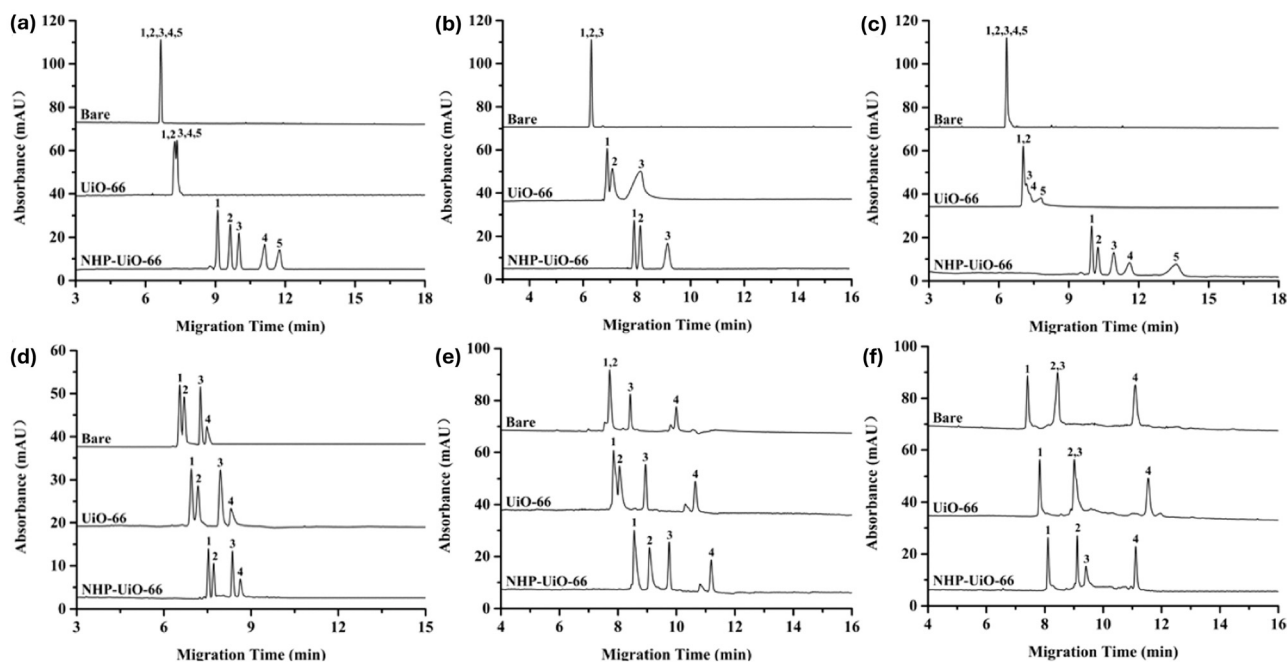 (a)
Absorbance (mAU)
120
100
80
60
40
20
0
1,2,3,4,5
Bare
1,2 3,4,5
UiO-66
1 2 3 4 5
NHP-UiO-66
3 6 9 12 15 18
Migration Time (min)
(b)
Absorbance (mAU)
120
100
80
60
40
20
0
1,2,3
Bare
1 2 3
UiO-66
1 2 3
NHP-UiO-66
4 6 8 10 12 14 16
Migration Time (min)
(c)
Absorbance (mAU)
120
100
80
60
40
20
0
1,2,3,4,5
Bare
1,2
3
4
5
UiO-66
1 2 3 4 5
NHP-UiO-66
3 6 9 12 15 18
Migration Time (min)
(d)
Absorbance (mAU)
60
50
40
30
20
10
0
1 2 3 4
Bare
1 2 3 4
UiO-66
1 2 3 4
NHP-UiO-66
3 6 9 12 15
Migration Time (min)
(e)
Absorbance (mAU)
100
80
60
40
20
0
1,2 3 4
Bare
1 2 3 4
UiO-66
1 2 3 4
NHP-UiO-66
4 6 8 10 12 14 16
Migration Time (min)
(f)
Absorbance (mAU)
100
80
60
40
20
0
1 2,3 4
Bare
1 2,3 4
UiO-66
1 2 3 4
NHP-UiO-66
4 6 8 10 12 14 16
Migration Time (min)